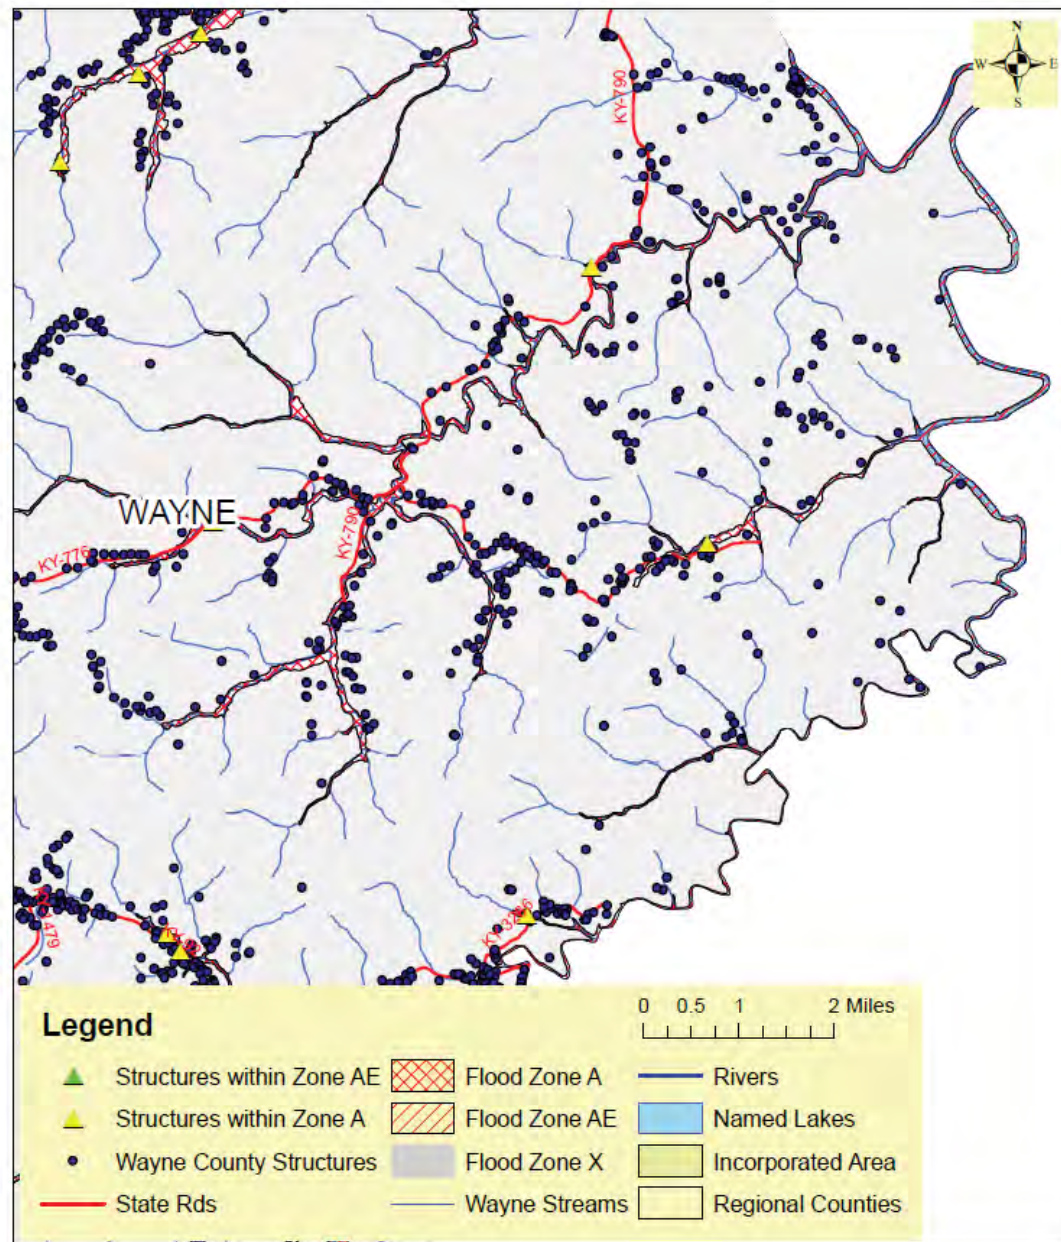 N
W E
S
KY-790
WAYNE
KY-790
KY-776
KY-3286
Legend
0 0.5 1 2 Miles
Structures within Zone AE
Flood Zone A
Rivers
Structures within Zone A
Flood Zone AE
Named Lakes
Wayne County Structures
Flood Zone X
Incorporated Area
State Rds
Wayne Streams
Regional Counties